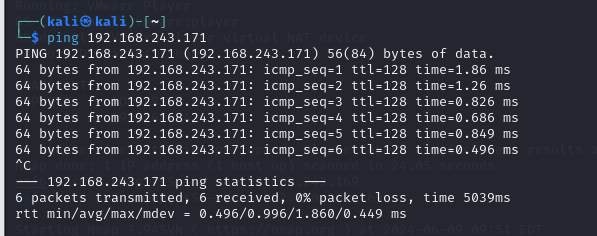 Running: VMware Player
┌──(kali㉿kali)-[~]
└─$ ping 192.168.243.171
PING 192.168.243.171 (192.168.243.171) 56(84) bytes of data.
64 bytes from 192.168.243.171: icmp_seq=1 ttl=128 time=1.86 ms
64 bytes from 192.168.243.171: icmp_seq=2 ttl=128 time=1.26 ms
64 bytes from 192.168.243.171: icmp_seq=3 ttl=128 time=0.826 ms
64 bytes from 192.168.243.171: icmp_seq=4 ttl=128 time=0.686 ms
64 bytes from 192.168.243.171: icmp_seq=5 ttl=128 time=0.849 ms
64 bytes from 192.168.243.171: icmp_seq=6 ttl=128 time=0.496 ms
^C
--- 192.168.243.171 ping statistics ---
6 packets transmitted, 6 received, 0% packet loss, time 5039ms
rtt min/avg/max/mdev = 0.496/0.996/1.860/0.449 ms